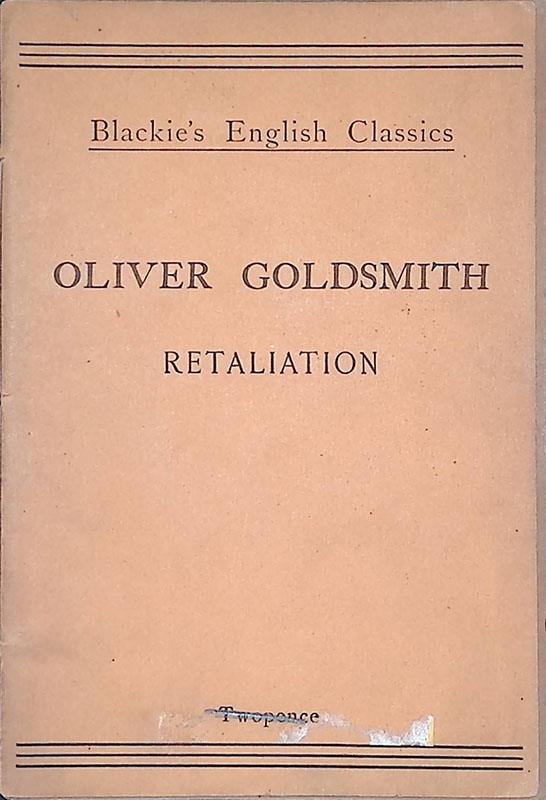 Blackie's English Classics
OLIVER GOLDSMITH
RETALIATION
Twopence